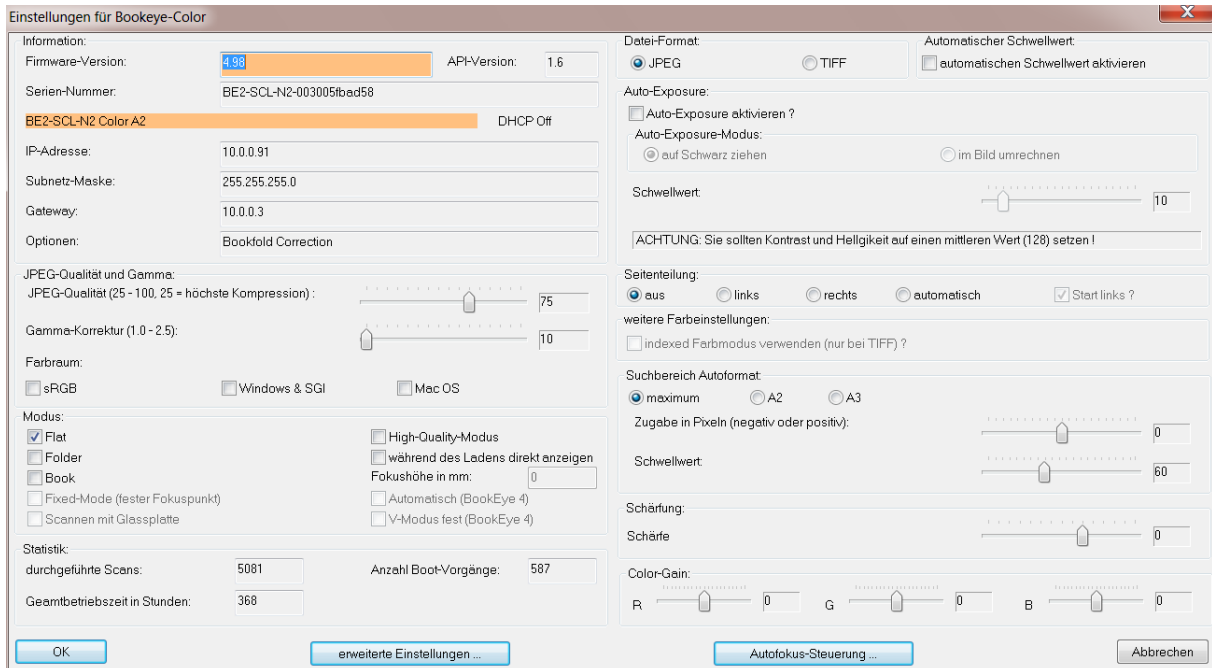 Einstellungen für Bookeye-Color
X
Information:
Firmware-Version:
4.98
API-Version:
1.6
Serien-Nummer:
BE2-SCL-N2-003005fbad58
BE2-SCL-N2 Color A2
DHCP Off
IP-Adresse:
10.0.0.91
Subnetz-Maske:
255.255.255.0
Gateway:
10.0.0.3
Optionen:
Bookfold Correction
JPEG-Qualität und Gamma:
JPEG-Qualität (25 - 100, 25 = höchste Kompression) :
75
Gamma-Korrektur (1.0 - 2.5):
10
Farbraum:
sRGB
Windows & SGI
Mac OS
Modus:
Flat
High-Quality-Modus
Folder
während des Ladens direkt anzeigen
Book
Fokushöhe in mm:
0
Fixed-Mode (fester Fokuspunkt)
Automatisch (BookEye 4)
Scannen mit Glassplatte
V-Modus fest (BookEye 4)
Statistik:
durchgeführte Scans:
5081
Anzahl Boot-Vorgänge:
587
Geamtbetriebszeit in Stunden:
368
Datei-Format:
JPEG
TIFF
Automatischer Schwellwert:
automatischen Schwellwert aktivieren
Auto-Exposure:
Auto-Exposure aktivieren ?
Auto-Exposure-Modus:
auf Schwarz ziehen
im Bild umrechnen
Schwellwert:
10
ACHTUNG: Sie sollten Kontrast und Hellgikeit auf einen mittleren Wert (128) setzen !
Seitenteilung:
aus
links
rechts
automatisch
Start links ?
weitere Farbeinstellungen:
indexed Farbmodus verwenden (nur bei TIFF) ?
Suchbereich Autoformat:
maximum
A2
A3
Zugabe in Pixeln (negativ oder positiv):
0
Schwellwert:
60
Schärfung:
Schärfe
0
Color-Gain:
R
0
G
0
B
0
OK
erweiterte Einstellungen ...
Autofokus-Steuerung ...
Abbrechen